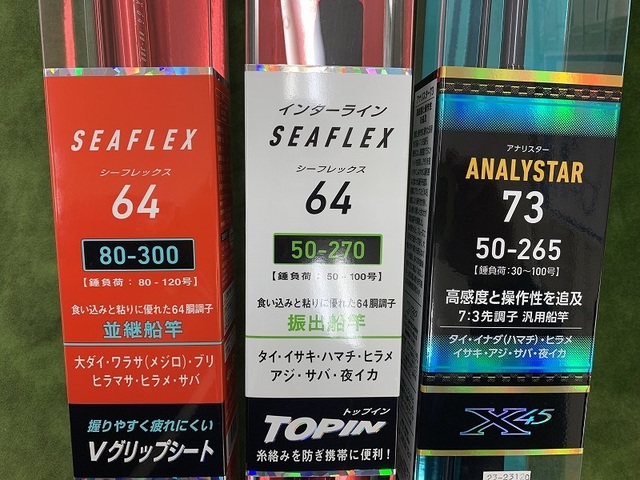 SEAFLEX
シーフレックス
64
80-300
【錘負荷：80-120号】
食い込みと粘りに優れた64胴調子
並継船竿
大ダイ・ワラサ(メジロ)・ブリ
ヒラマサ・ヒラメ・サバ
握りやすく疲れにくい
Vグリップシート
インターライン
SEAFLEX
シーフレックス
64
50-270
【錘負荷：50-100号】
食い込みと粘りに優れた64胴調子
振出船竿
タイ・イサキ・ハマチ・ヒラメ
アジ・サバ・夜イカ
トップイン
TOPIN
糸絡みを防ぎ携帯に便利!
アナリスター
ANALYSTAR
73
50-265
【錘負荷:30〜100号】
高感度と操作性を追及
7:3先調子 汎用船竿
タイ・イナダ(ハマチ)・ヒラメ
イサキ・アジ・サバ・夜イカ
X45